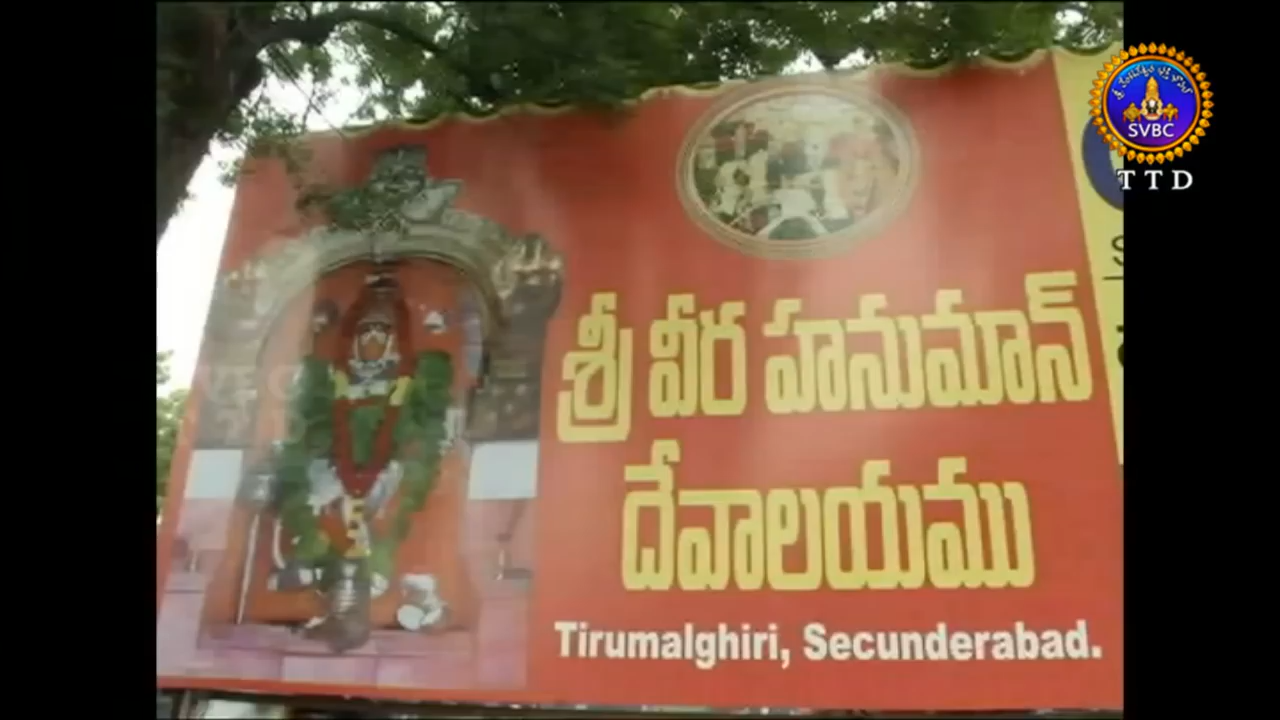 SVBC
TTD
శ్రీ వీర హనుమాన్
దేవాలయము
Tirumalghiri, Secunderabad.